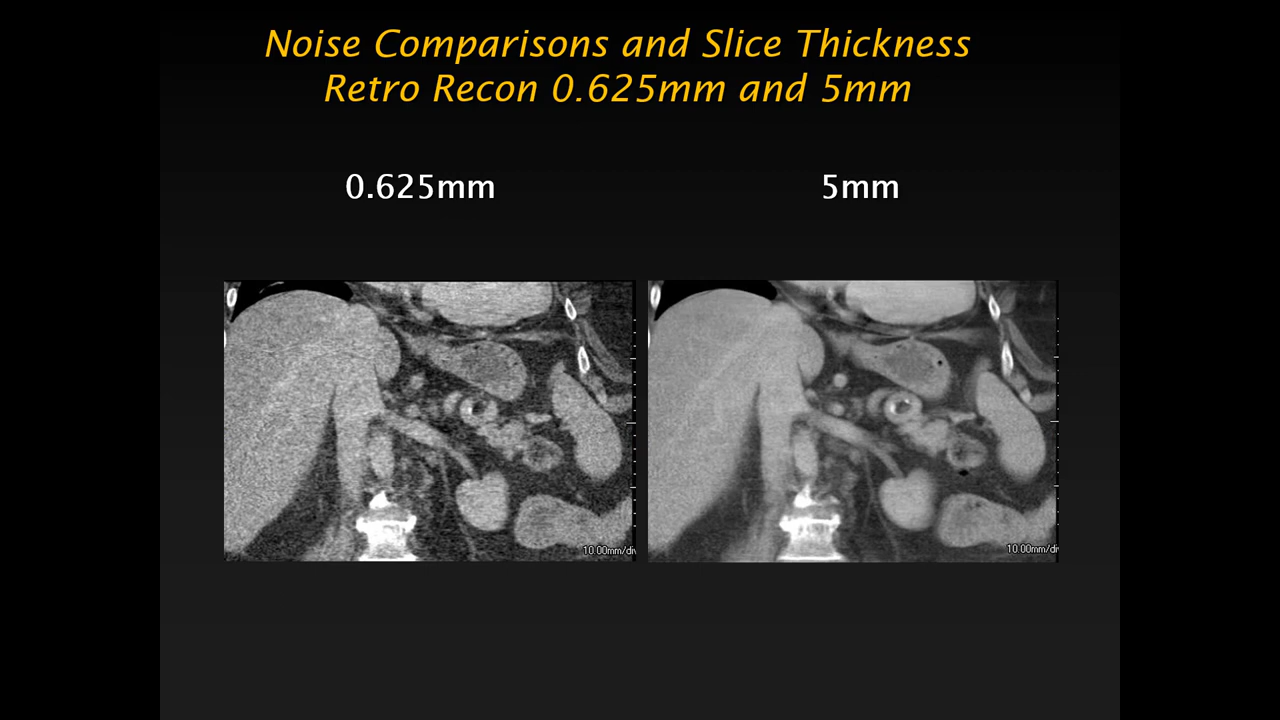 Noise Comparisons and Slice Thickness
Retro Recon 0.625mm and 5mm
0.625mm
5mm
10.00mm/div
10.00mm/di